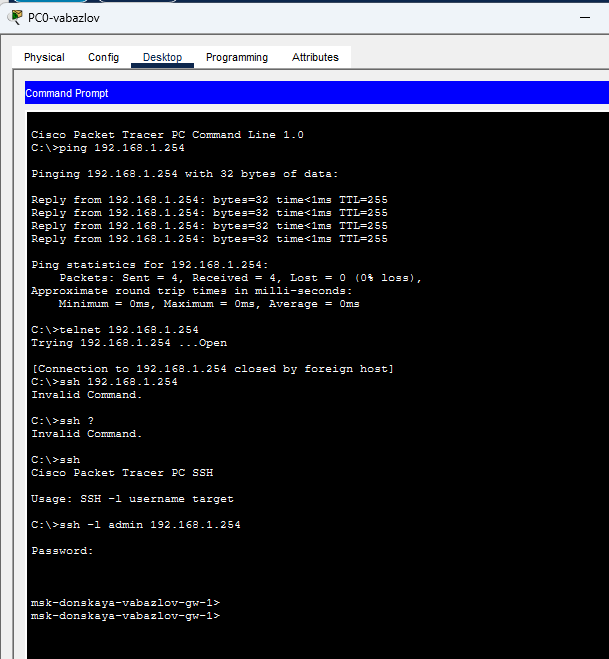 PC0-vabazlov
Physical Config Desktop Programming Attributes
Command Prompt
Cisco Packet Tracer PC Command Line 1.0
C:\>ping 192.168.1.254
Pinging 192.168.1.254 with 32 bytes of data:
Reply from 192.168.1.254: bytes=32 time<1ms TTL=255
Reply from 192.168.1.254: bytes=32 time<1ms TTL=255
Reply from 192.168.1.254: bytes=32 time<1ms TTL=255
Reply from 192.168.1.254: bytes=32 time<1ms TTL=255
Ping statistics for 192.168.1.254:
Packets: Sent = 4, Received = 4, Lost = 0 (0% loss),
Approximate round trip times in milli-seconds:
Minimum = 0ms, Maximum = 0ms, Average = 0ms
C:\>telnet 192.168.1.254
Trying 192.168.1.254 ...Open
[Connection to 192.168.1.254 closed by foreign host]
C:\>ssh 192.168.1.254
Invalid Command.
C:\>ssh ?
Invalid Command.
C:\>ssh
Cisco Packet Tracer PC SSH
Usage: SSH -l username target
C:\>ssh -l admin 192.168.1.254
Password:
msk-donskaya-vabazlov-gw-1>
msk-donskaya-vabazlov-gw-1>